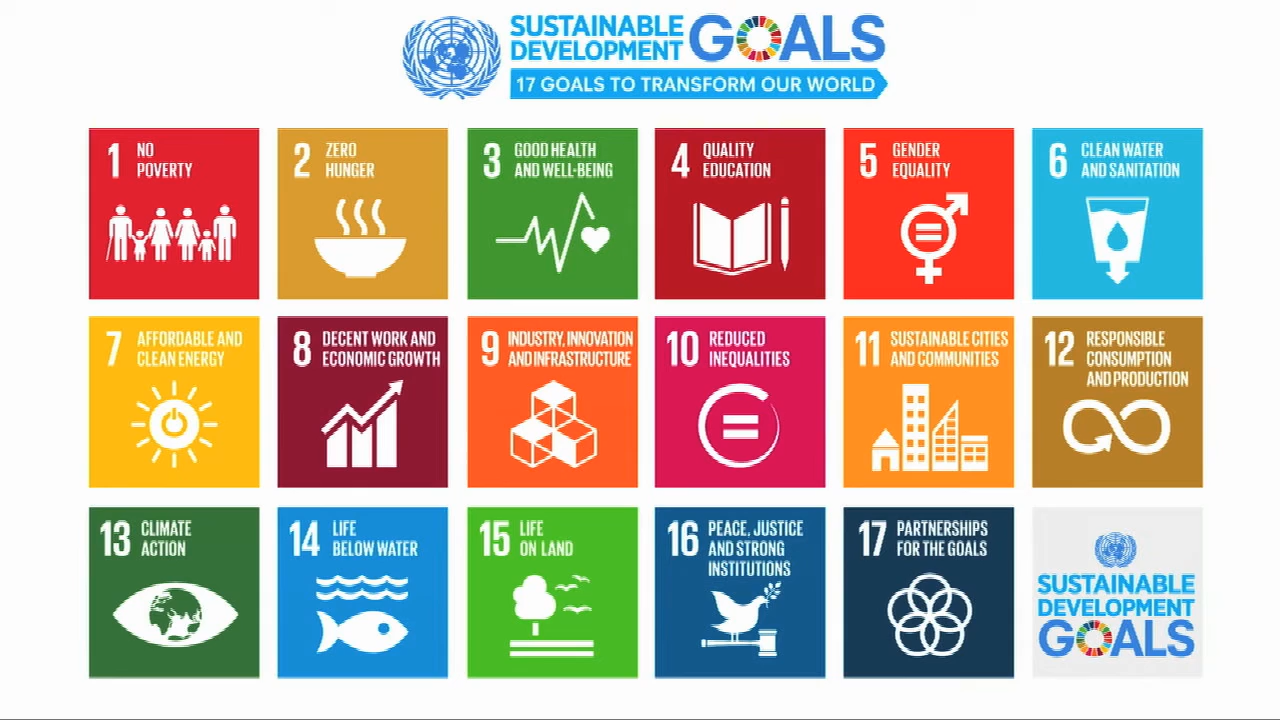 SUSTAINABLE
DEVELOPMENT GOALS
17 GOALS TO TRANSFORM OUR WORLD
1 NO
POVERTY
2 ZERO
HUNGER
3 GOOD HEALTH
AND WELL-BEING
4 QUALITY
EDUCATION
5 GENDER
EQUALITY
6 CLEAN WATER
AND SANITATION
7 AFFORDABLE AND
CLEAN ENERGY
8 DECENT WORK AND
ECONOMIC GROWTH
9 INDUSTRY, INNOVATION
AND INFRASTRUCTURE
10 REDUCED
INEQUALITIES
11 SUSTAINABLE CITIES
AND COMMUNITIES
12 RESPONSIBLE
CONSUMPTION
AND PRODUCTION
13 CLIMATE
ACTION
14 LIFE
BELOW WATER
15 LIFE
ON LAND
16 PEACE, JUSTICE
AND STRONG
INSTITUTIONS
17 PARTNERSHIPS
FOR THE GOALS
SUSTAINABLE
DEVELOPMENT
GOALS